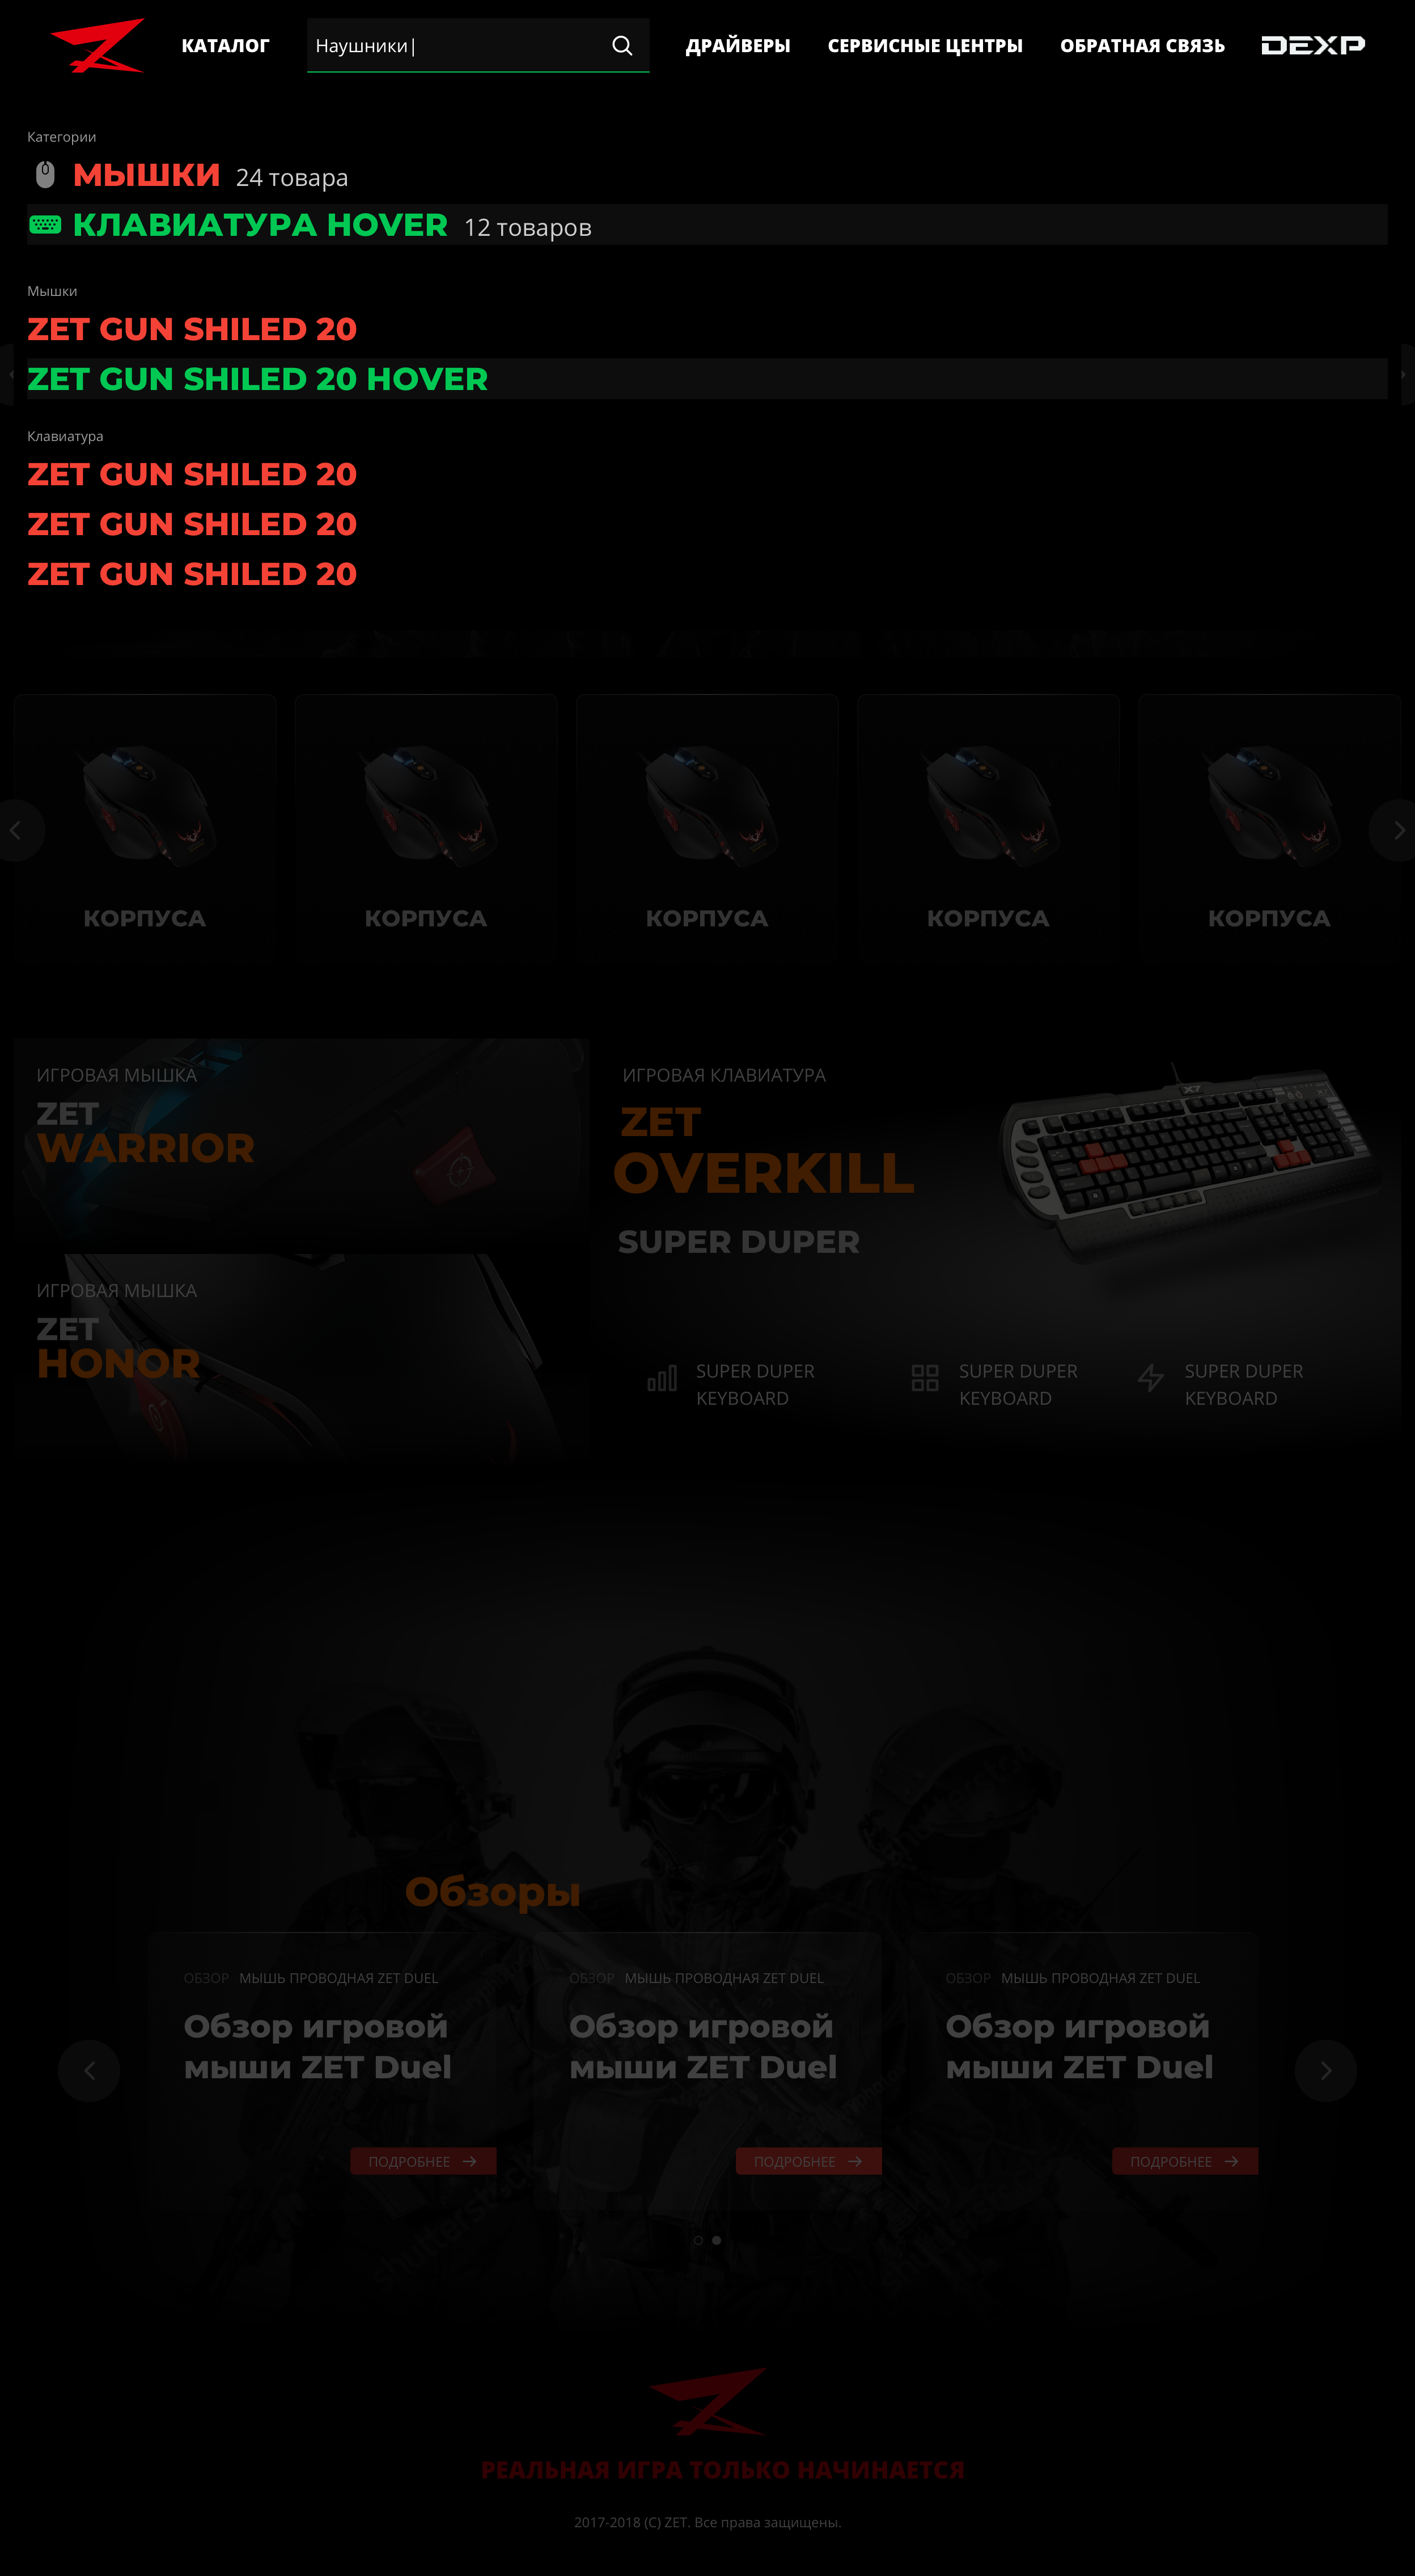 КАТАЛОГ
Наушники|
ДРАЙВЕРЫ
СЕРВИСНЫЕ ЦЕНТРЫ
ОБРАТНАЯ СВЯЗЬ
DEXP
Категории
МЫШКИ 24 товара
КЛАВИАТУРА HOVER 12 товаров
Мышки
ZET GUN SHILED 20
ZET GUN SHILED 20 HOVER
Клавиатура
ZET GUN SHILED 20
ZET GUN SHILED 20
ZET GUN SHILED 20
КОРПУСА
КОРПУСА
КОРПУСА
КОРПУСА
КОРПУСА
ИГРОВАЯ МЫШКА
ZET
WARRIOR
ИГРОВАЯ МЫШКА
ZET
HONOR
ИГРОВАЯ КЛАВИАТУРА
ZET
OVERKILL
SUPER DUPER
X7
SUPER DUPER
KEYBOARD
SUPER DUPER
KEYBOARD
SUPER DUPER
KEYBOARD
Обзоры
ОБЗОР МЫШЬ ПРОВОДНАЯ ZET DUEL
Обзор игровой
мыши ZET Duel
ПОДРОБНЕЕ
ОБЗОР МЫШЬ ПРОВОДНАЯ ZET DUEL
Обзор игровой
мыши ZET Duel
ПОДРОБНЕЕ
ОБЗОР МЫШЬ ПРОВОДНАЯ ZET DUEL
Обзор игровой
мыши ZET Duel
ПОДРОБНЕЕ
РЕАЛЬНАЯ ИГРА ТОЛЬКО НАЧИНАЕТСЯ
2017-2018 (C) ZET. Все права защищены.